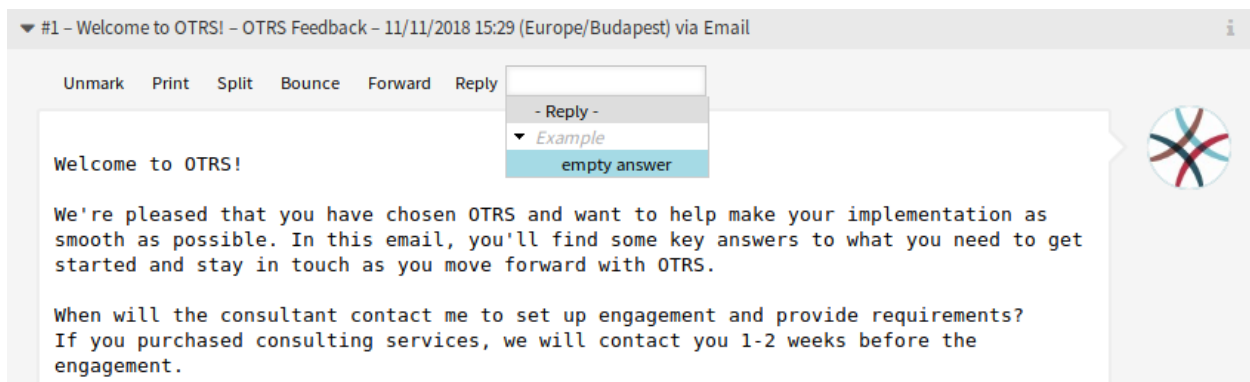 #1 – Welcome to OTRS! – OTRS Feedback – 11/11/2018 15:29 (Europe/Budapest) via Email
Unmark Print Split Bounce Forward Reply
- Reply -
Example
empty answer
Welcome to OTRS!
We're pleased that you have chosen OTRS and want to help make your implementation as
smooth as possible. In this email, you'll find some key answers to what you need to get
started and stay in touch as you move forward with OTRS.
When will the consultant contact me to set up engagement and provide requirements?
If you purchased consulting services, we will contact you 1-2 weeks before the
engagement.